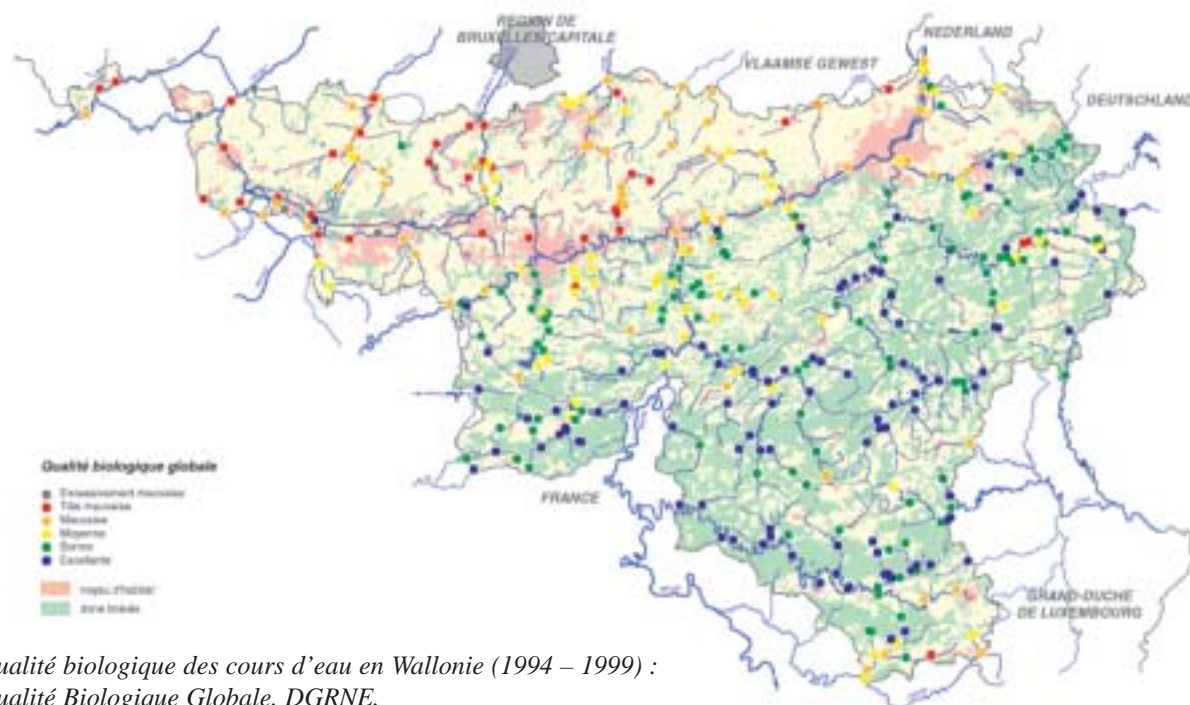 REGION DE
BRUXELLES CAPITALE
NEDERLAND
VLAAMSE GEWEST
DEUTSCHLAND
Qualité biologique globale
Excessivement mauvaise
Très mauvaise
Mauvaise
Moyenne
Bonne
Excellente
noyau d'habitat
zone boisée
FRANCE
GRAND-DUCHE
DE LUXEMBOURG
ualité biologique des cours d'eau en Wallonie (1994 – 1999) :
ualité Biologique Globale. DGRNE.